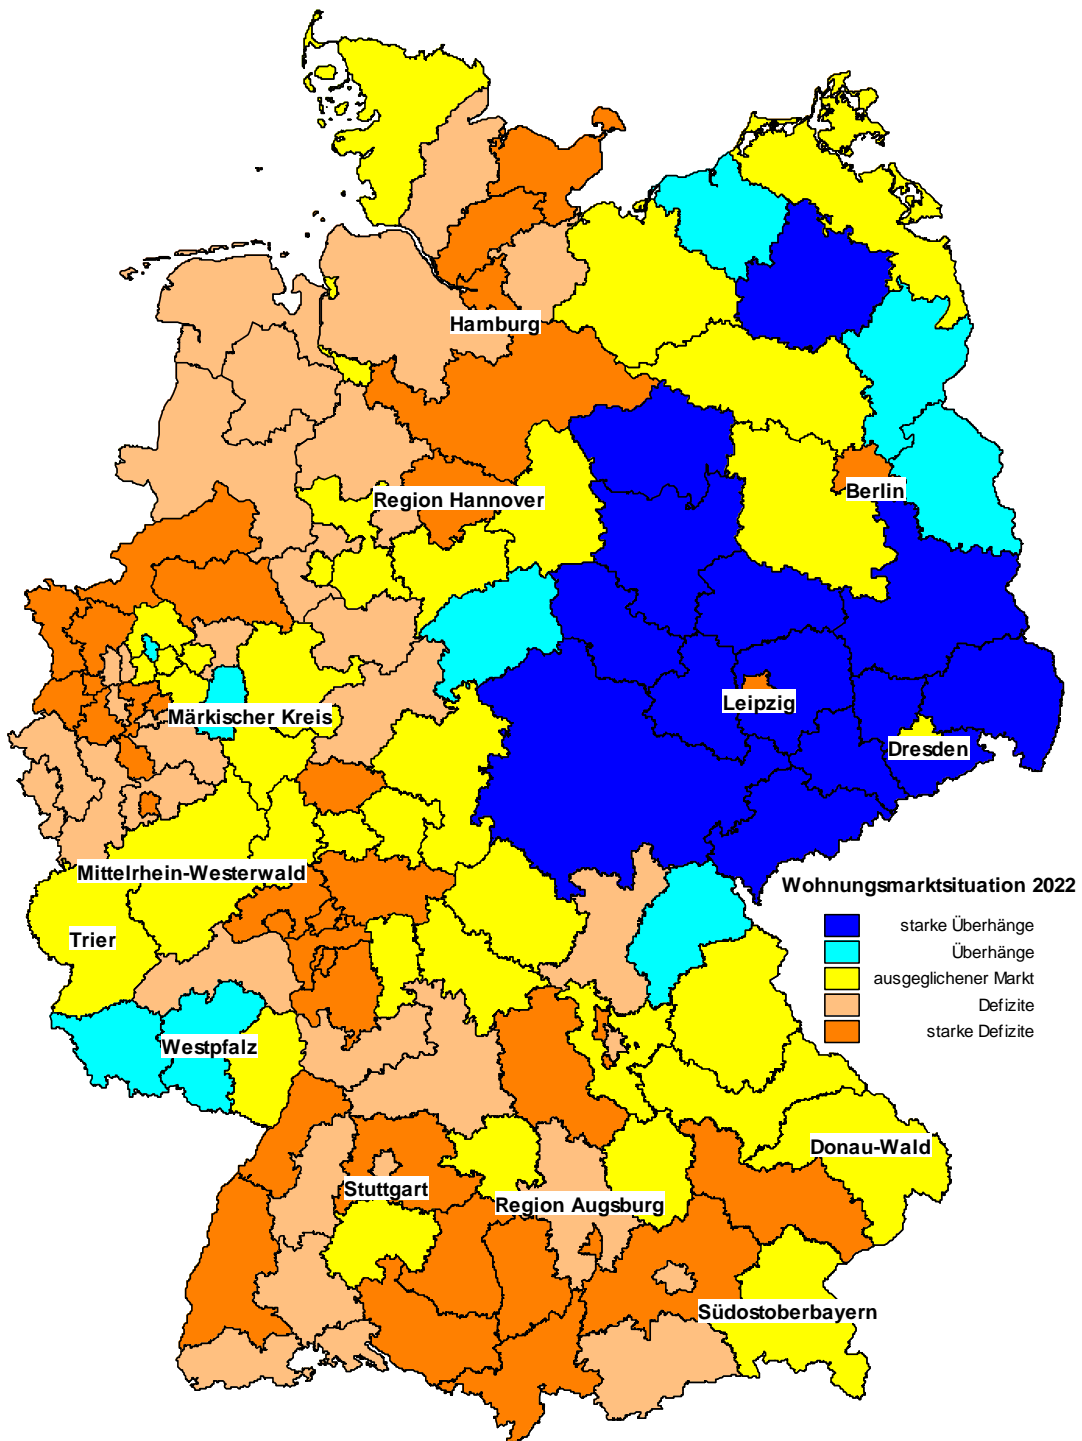 Hamburg
Region Hannover
Berlin
Märkischer Kreis
Leipzig
Dresden
Mittelrhein-Westerwald
Wohnungsmarktsituation 2022
starke Überhänge
Überhänge
ausgeglichener Markt
Defizite
starke Defizite
Trier
Westpfalz
Donau-Wald
Stuttgart
Region Augsburg
Südostoberbayern